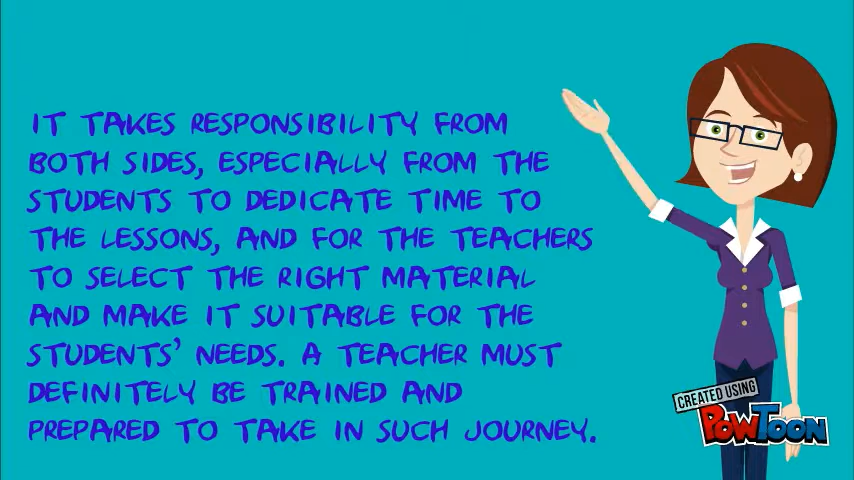 IT TAKES RESPONSIBILITY FROM
BOTH SIDES, ESPECIALLY FROM THE
STUDENTS TO DEDICATE TIME TO
THE LESSONS, AND FOR THE TEACHERS
TO SELECT THE RIGHT MATERIAL
AND MAKE IT SUITABLE FOR THE
STUDENTS' NEEDS. A TEACHER MUST
DEFINITELY BE TRAINED AND
PREPARED TO TAKE IN SUCH JOURNEY.
CREATED USING
POWTOON